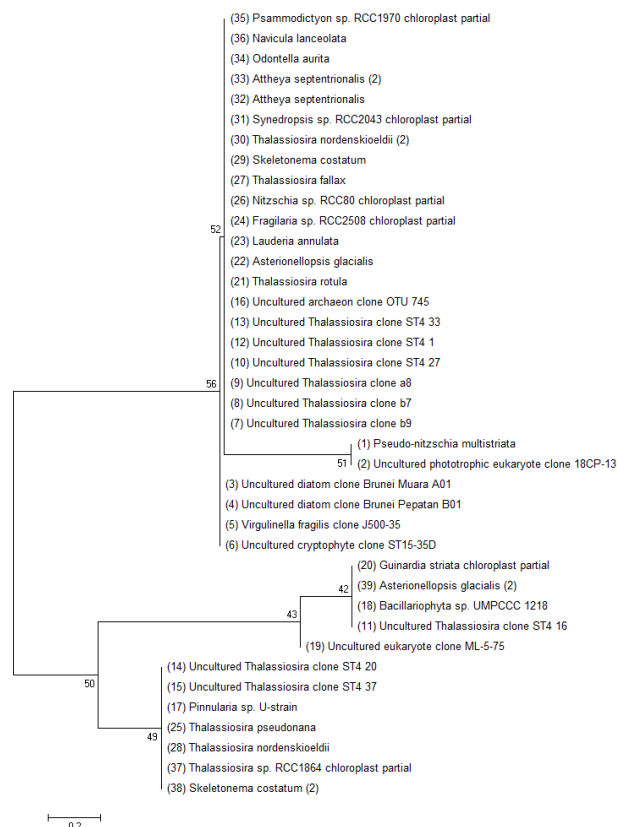 (35) Psammodictyon sp. RCC1970 chloroplast partial
(36) Navicula lanceolata
(34) Odontella aurita
(33) Attheya septentrionalis (2)
(32) Attheya septentrionalis
(31) Synedropsis sp. RCC2043 chloroplast partial
(30) Thalassiosira nordenskioeldii (2)
(29) Skeletonema costatum
(27) Thalassiosira fallax
(26) Nitzschia sp. RCC80 chloroplast partial
(24) Fragilaria sp. RCC2508 chloroplast partial
52
(23) Lauderia annulata
(22) Asterionellopsis glacialis
(21) Thalassiosira rotula
(16) Uncultured archaeon clone OTU 745
(13) Uncultured Thalassiosira clone ST4 33
(12) Uncultured Thalassiosira clone ST4 1
(10) Uncultured Thalassiosira clone ST4 27
56
(9) Uncultured Thalassiosira clone a8
(8) Uncultured Thalassiosira clone b7
(7) Uncultured Thalassiosira clone b9
(1) Pseudo-nitzschia multistriata
51
(2) Uncultured phototrophic eukaryote clone 18CP-13
(3) Uncultured diatom clone Brunei Muara A01
(4) Uncultured diatom clone Brunei Pepatan B01
(5) Virgulinella fragilis clone J500-35
(6) Uncultured cryptophyte clone ST15-35D
(20) Guinardia striata chloroplast partial
42
(39) Asterionellopsis glacialis (2)
(18) Bacillariophyta sp. UMPCCC 1218
43
(11) Uncultured Thalassiosira clone ST4 16
(19) Uncultured eukaryote clone ML-5-75
50
(14) Uncultured Thalassiosira clone ST4 20
(15) Uncultured Thalassiosira clone ST4 37
(17) Pinnularia sp. U-strain
(25) Thalassiosira pseudonana
49
(28) Thalassiosira nordenskioeldii
(37) Thalassiosira sp. RCC1864 chloroplast partial
(38) Skeletonema costatum (2)
0.2